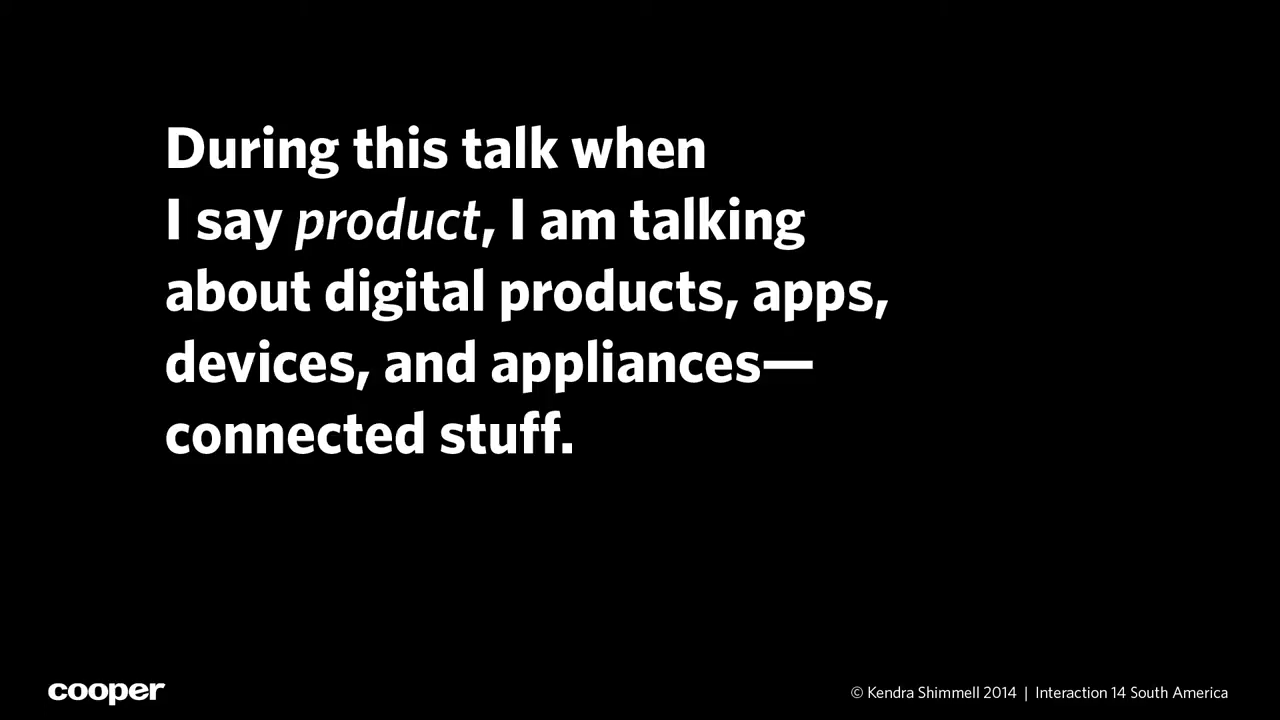 During this talk when
I say product, I am talking
about digital products, apps,
devices, and appliances—
connected stuff.
cooper
© Kendra Shimmell 2014 | Interaction 14 South America